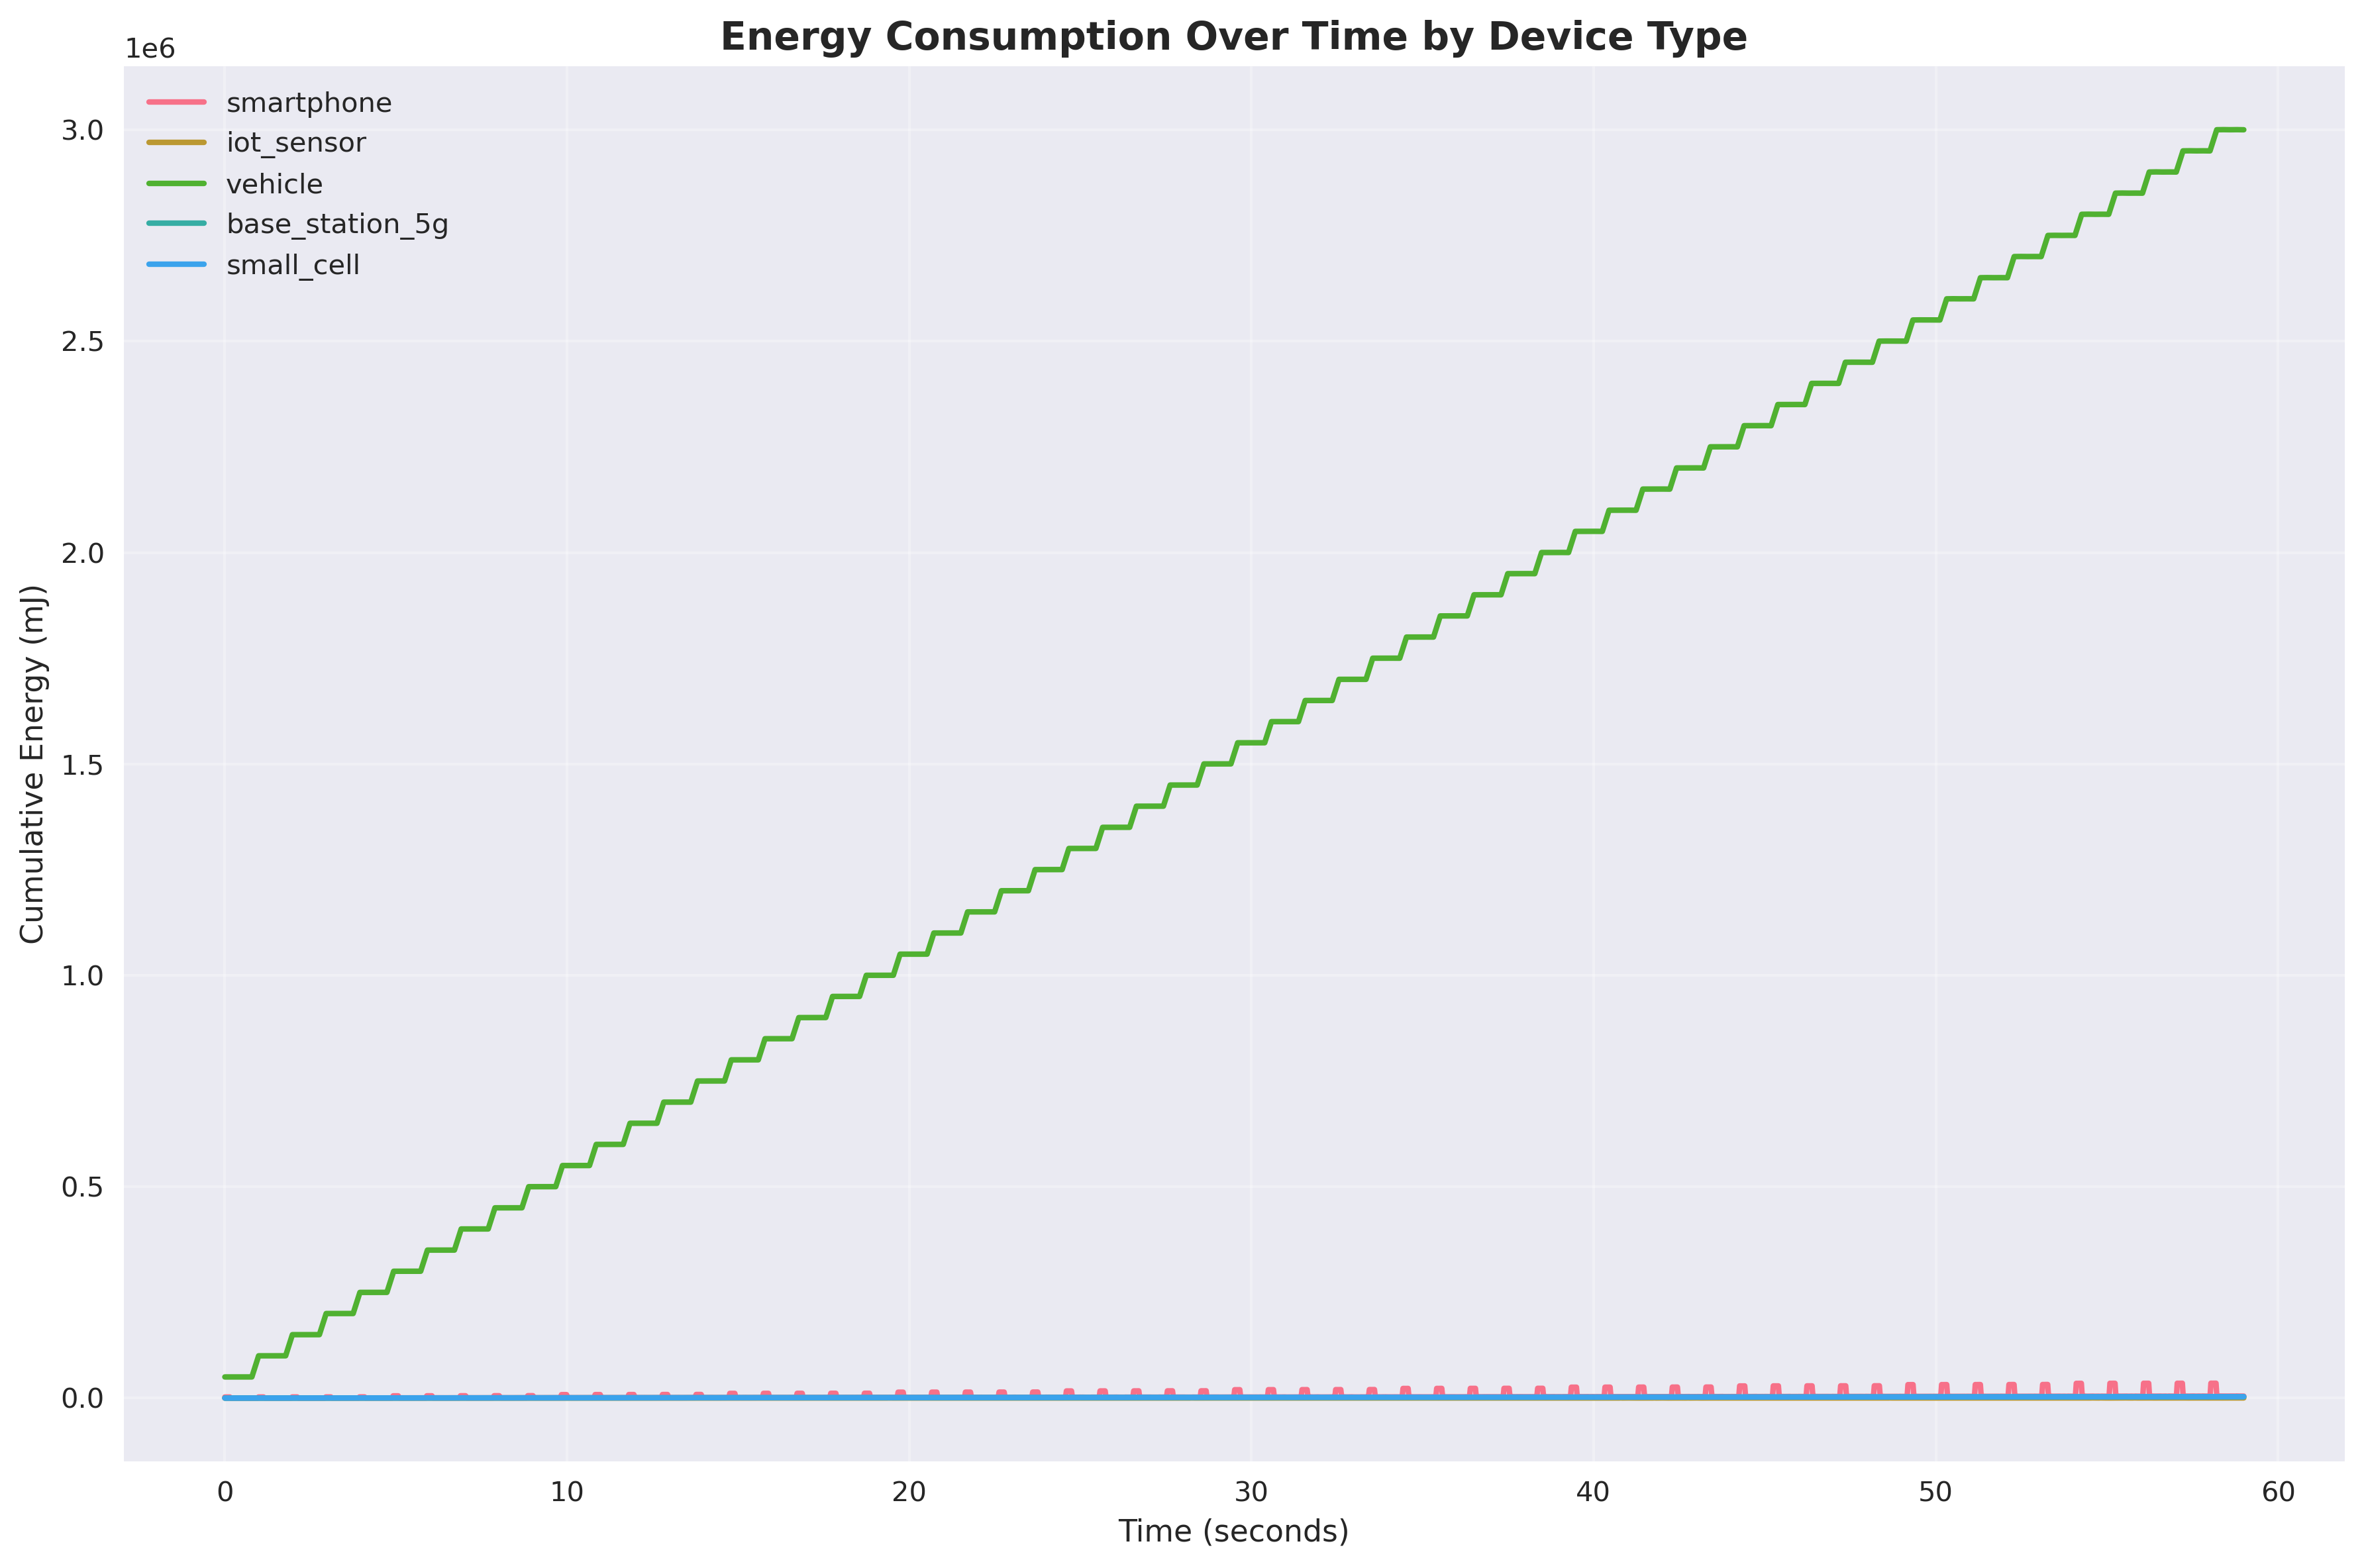 Energy Consumption Over Time by Device Type
1e6
smartphone
iot_sensor
vehicle
base_station_5g
small_cell
3.0
2.5
2.0
1.5
1.0
0.5
0.0
Cumulative Energy (mJ)
0 10 20 30 40 50 60
Time (seconds)